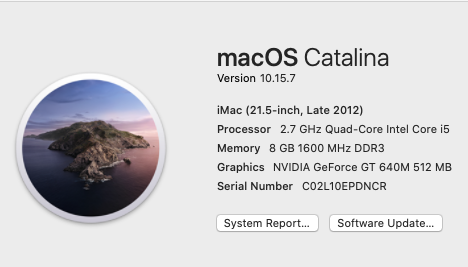 macOS Catalina
Version 10.15.7
iMac (21.5-inch, Late 2012)
Processor 2.7 GHz Quad-Core Intel Core i5
Memory 8 GB 1600 MHz DDR3
Graphics NVIDIA GeForce GT 640M 512 MB
Serial Number C02L10EPDNCR
System Report... Software Update...